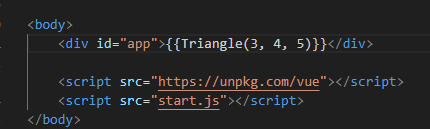 <body>
<div id="app">{{Triangle(3, 4, 5)}}</div>
<script src="https://unpkg.com/vue"></script>
<script src="start.js"></script>
</body>